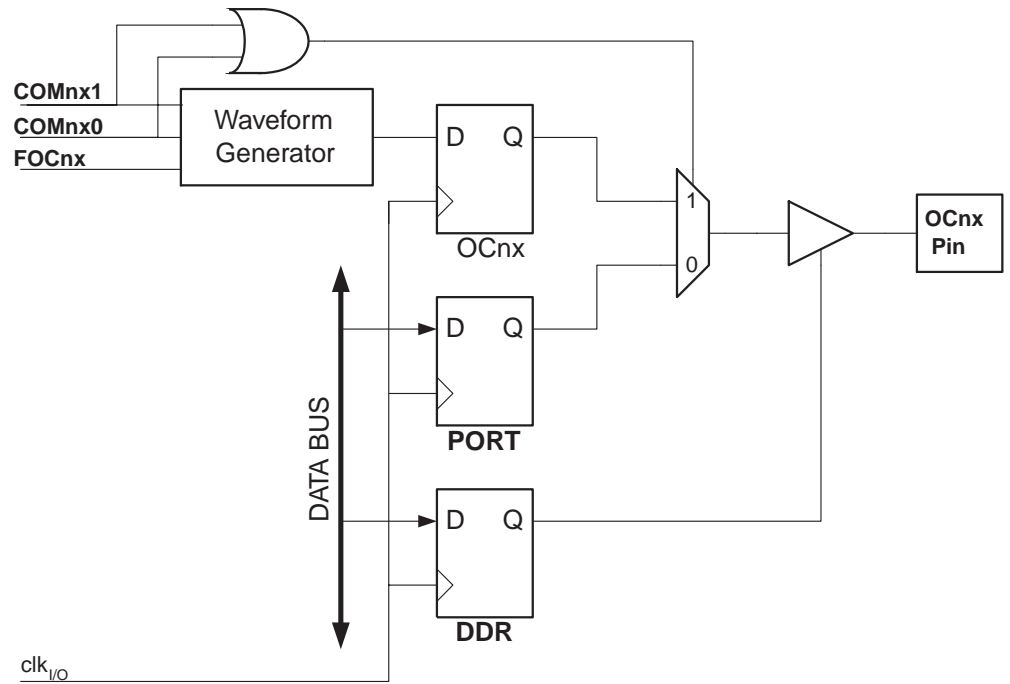 COMnx1
COMnx0
FOCnx
Waveform
Generator
D Q
OCnx
1
0
OCnx
Pin
DATA BUS
D Q
PORT
D Q
DDR
clkI/O